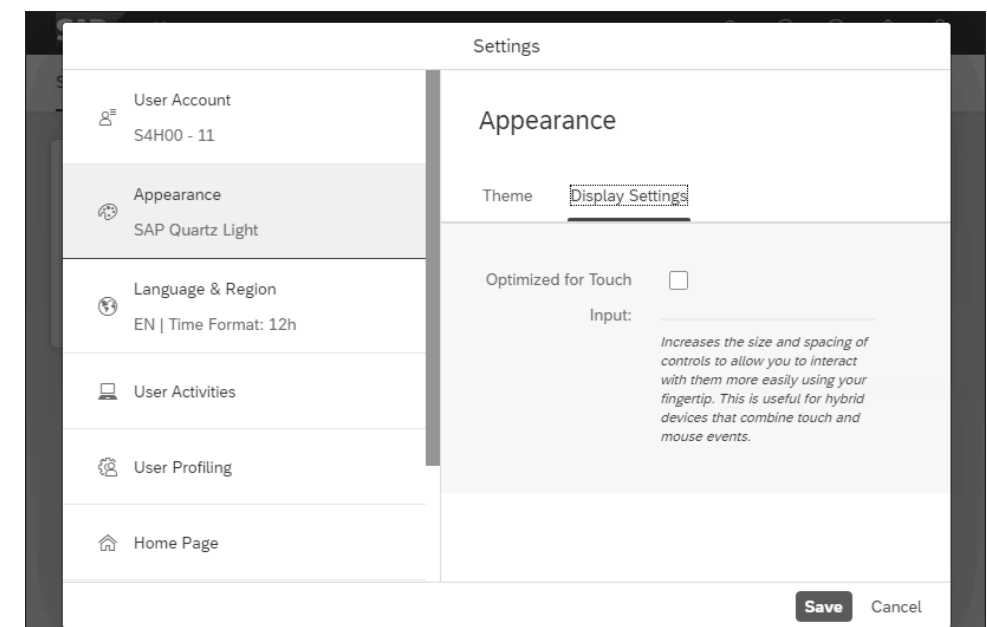 SAP
Settings
User Account
S4H00 - 11
Appearance
SAP Quartz Light
Language & Region
EN | Time Format: 12h
User Activities
User Profiling
Home Page
Appearance
Theme
Display Settings
Optimized for Touch
Input:
Increases the size and spacing of
controls to allow you to interact
with them more easily using your
fingertip. This is useful for hybrid
devices that combine touch and
mouse events.
Save
Cancel